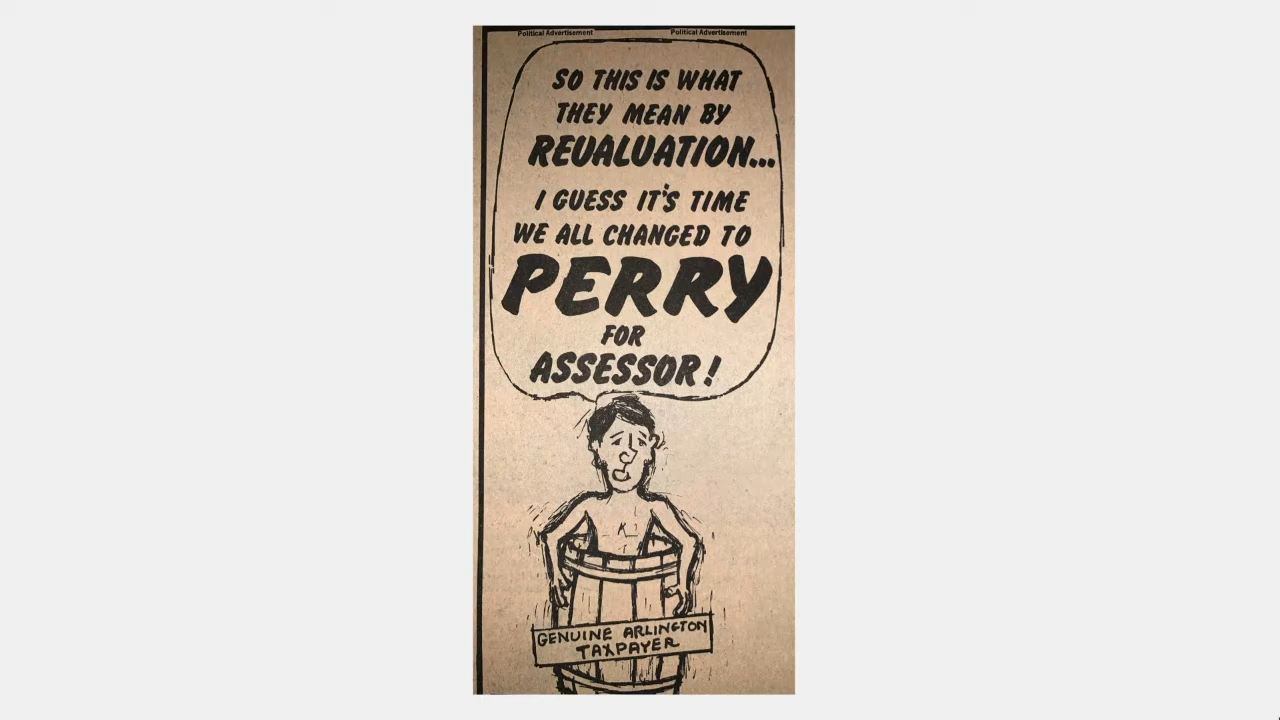 Political Advertisement Political Advertisement
SO THIS IS WHAT
THEY MEAN BY
REVALUATION...
I GUESS IT'S TIME
WE ALL CHANGED TO
PERRY
FOR
ASSESSOR!
GENUINE ARLINGTON
TAXPAYER